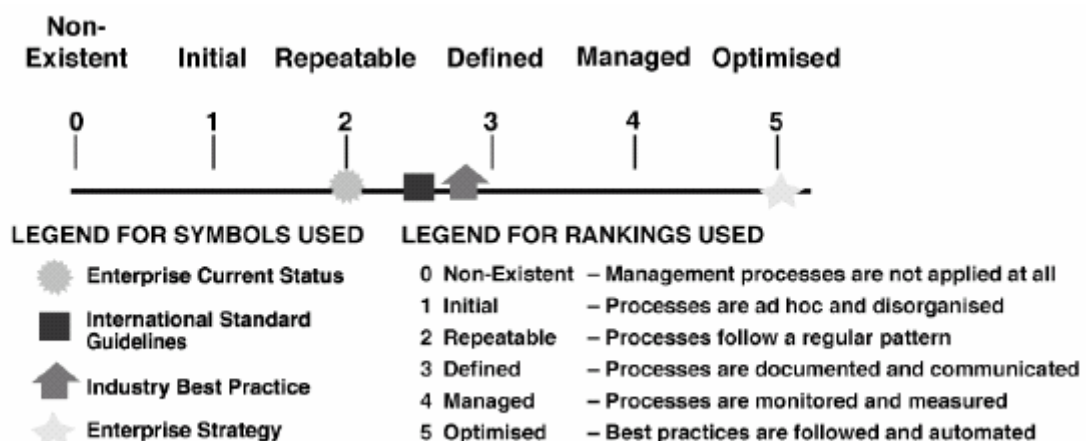 Non-
Existent Initial Repeatable Defined Managed Optimised
0 1 2 3 4 5
LEGEND FOR SYMBOLS USED
Enterprise Current Status
International Standard
Guidelines
Industry Best Practice
Enterprise Strategy
LEGEND FOR RANKINGS USED
0 Non-Existent – Management processes are not applied at all
1 Initial – Processes are ad hoc and disorganised
2 Repeatable – Processes follow a regular pattern
3 Defined – Processes are documented and communicated
4 Managed – Processes are monitored and measured
5 Optimised – Best practices are followed and automated